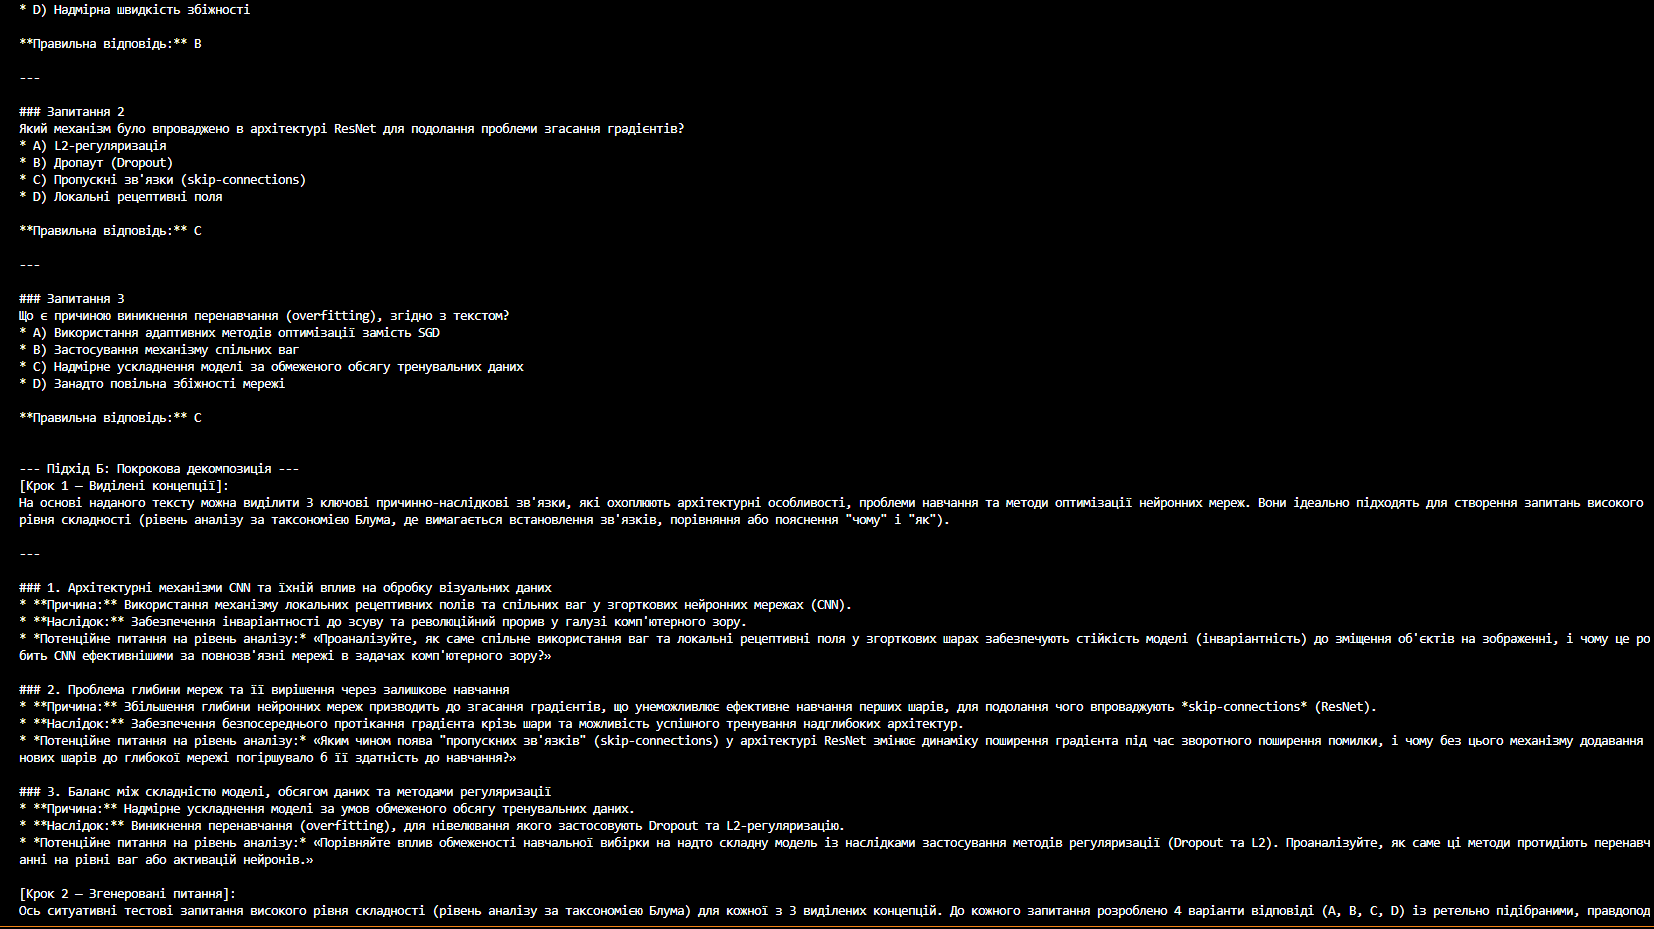 * D) Надмірна швидкість збіжності
**Правильна відповідь:** B
---
### Запитання 2
Який механізм було впроваджено в архітектурі ResNet для подолання проблеми згасання градієнтів?
* A) L2-регуляризація
* B) Дропаут (Dropout)
* C) Пропускні зв'язки (skip-connections)
* D) Локальні рецептивні поля
**Правильна відповідь:** C
---
### Запитання 3
Що є причиною виникнення перенавчання (overfitting), згідно з текстом?
* A) Використання адаптивних методів оптимізації замість SGD
* B) Застосування механізму спільних ваг
* C) Надмірне ускладнення моделі за обмеженого обсягу тренувальних даних
* D) Занадто повільна збіжності мережі
**Правильна відповідь:** C
--- Підхід Б: Покрокова декомпозиція ---
[Крок 1 — Виділені концепції]:
На основі наданого тексту можна виділити 3 ключові причинно-наслідкові зв'язки, які охоплюють архітектурні особливості, проблеми навчання та методи оптимізації нейронних мереж. Вони ідеально підходять для створення запитань високого
рівня складності (рівень аналізу за таксономією Блума, де вимагається встановлення зв'язків, порівняння або пояснення "чому" і "як").
---
### 1. Архітектурні механізми CNN та їхній вплив на обробку візуальних даних
* **Причина:** Використання механізму локальних рецептивних полів та спільних ваг у згорткових нейронних мережах (CNN).
* **Наслідок:** Забезпечення інваріантності до зсуву та революційний прорив у галузі комп'ютерного зору.
* *Потенційне питання на рівень аналізу:* «Проаналізуйте, як саме спільне використання ваг та локальні рецептивні поля у згорткових шарах забезпечують стійкість моделі (інваріантність) до зміщення об'єктів на зображенні, і чому це ро
бить CNN ефективнішими за повнозв'язні мережі в задачах комп'ютерного зору?»
### 2. Проблема глибини мереж та її вирішення через залишкове навчання
* **Причина:** Збільшення глибини нейронних мереж призводить до згасання градієнтів, що унеможливлює ефективне навчання перших шарів, для подолання чого впроваджують *skip-connections* (ResNet).
* **Наслідок:** Забезпечення безпосереднього протікання градієнта крізь шари та можливість успішного тренування надглибоких архітектур.
* *Потенційне питання на рівень аналізу:* «Яким чином поява "пропускних зв'язків" (skip-connections) у архітектурі ResNet змінює динаміку поширення градієнта під час зворотного поширення помилки, і чому без цього механізму додавання
нових шарів до глибокої мережі погіршувало б її здатність до навчання?»
### 3. Баланс між складністю моделі, обсягом даних та методами регуляризації
* **Причина:** Надмірне ускладнення моделі за умов обмеженого обсягу тренувальних даних.
* **Наслідок:** Виникнення перенавчання (overfitting), для нівелювання якого застосовують Dropout та L2-регуляризацію.
* *Потенційне питання на рівень аналізу:* «Порівняйте вплив обмеженості навчальної вибірки на надто складну модель із наслідками застосування методів регуляризації (Dropout та L2). Проаналізуйте, як саме ці методи протидіють перенавч
анні на рівні ваг або активацій нейронів.»
[Крок 2 — Згенеровані питання]:
Ось ситуативні тестові запитання високого рівня складності (рівень аналізу за таксономією Блума) для кожної з 3 виділених концепцій. До кожного запитання розроблено 4 варіанти відповіді (A, B, C, D) із ретельно підібраними, правдопод